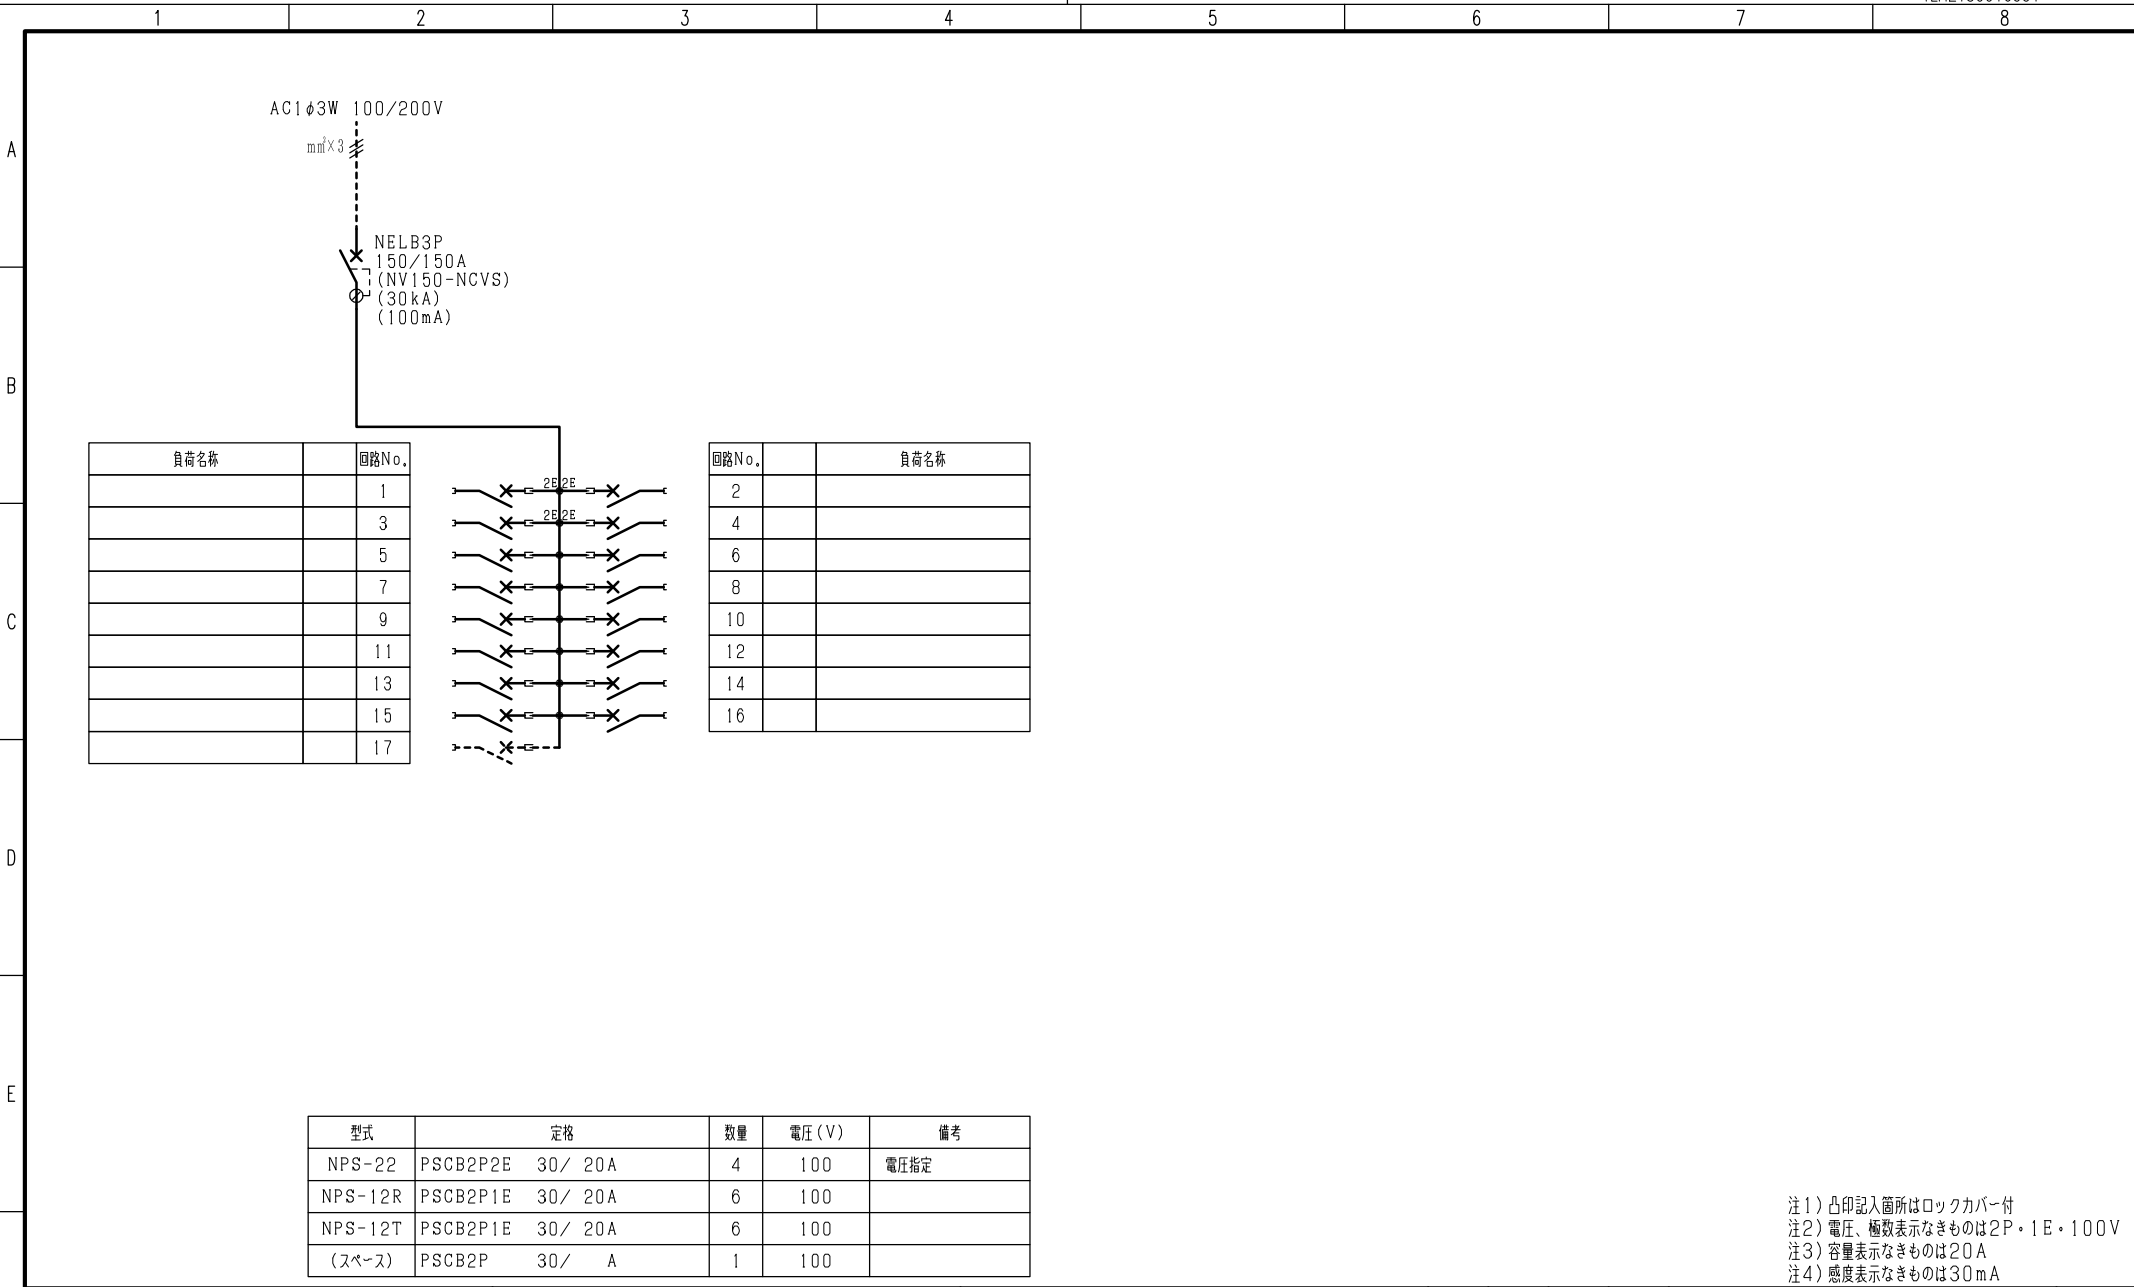 1 2 3 4 5 6 7 8
A
B
C
D
E
AC1φ3W 100/200V
mm²×3
NELB3P
150/150A
(NV150-NCVS)
(30kA)
(100mA)
負荷名称 回路No.
1
3
5
7
9
11
13
15
17
2E 2E
2E 2E
回路No. 負荷名称
2
4
6
8
10
12
14
16
型式 定格 数量 電圧(V) 備考
NPS-22 PSCB2P2E 30/ 20A 4 100 電圧指定
NPS-12R PSCB2P1E 30/ 20A 6 100
NPS-12T PSCB2P1E 30/ 20A 6 100
(スペース) PSCB2P 30/ A 1 100
注1)凸印記入箇所はロックカバー付
注2)電圧、極数表示なきものは2P・1E・100V
注3)容量表示なきものは20A
注4)感度表示なきものは30mA